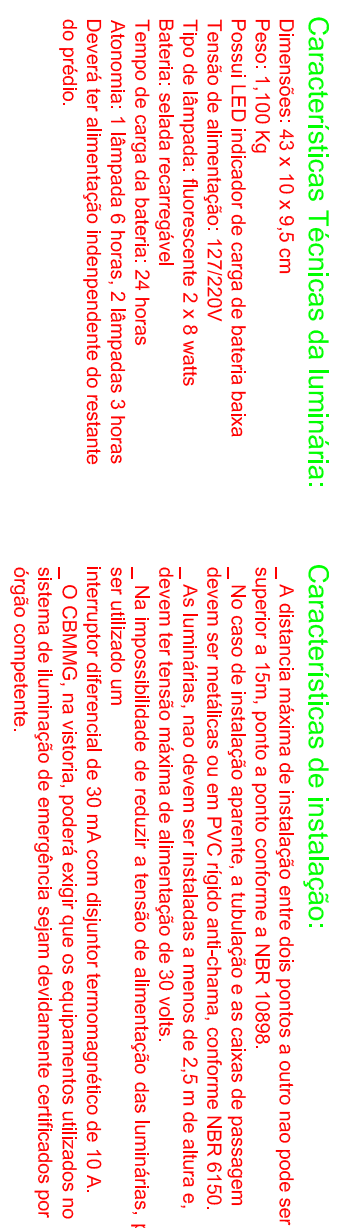 Características Técnicas da luminária:
Dimensões: 43 x 10 x 9,5 cm
Peso: 1,100 Kg
Possui LED indicador de carga de bateria baixa
Tensão de alimentação: 127/220V
Tipo de lâmpada: fluorescente 2 x 8 watts
Bateria: selada recarregável
Tempo de carga da bateria: 24 horas
Atonomia: 1 lâmpada 6 horas, 2 lâmpadas 3 horas
Deverá ter alimentação indenpendente do restante
do prédio.
Características de instalação:
_ A distancia máxima de instalação entre dois pontos a outro nao pode ser
superior a 15m, ponto a ponto conforme a NBR 10898.
_ No caso de instalação aparente, a tubulação e as caixas de passagem
devem ser metálicas ou em PVC rígido anti-chama, conforme NBR 6150.
_ As luminárias, nao devem ser instaladas a menos de 2,5 m de altura e,
devem ter tensão máxima de alimentação de 30 volts.
_ Na impossibilidade de reduzir a tensão de alimentação das luminárias,
ser utilizado um
interruptor diferencial de 30 mA com disjuntor termomagnético de 10 A.
_ O CBMMG, na vistoria, poderá exigir que os equipamentos utilizados no
sistema de iluminação de emergência sejam devidamente certificados por
órgão competente.